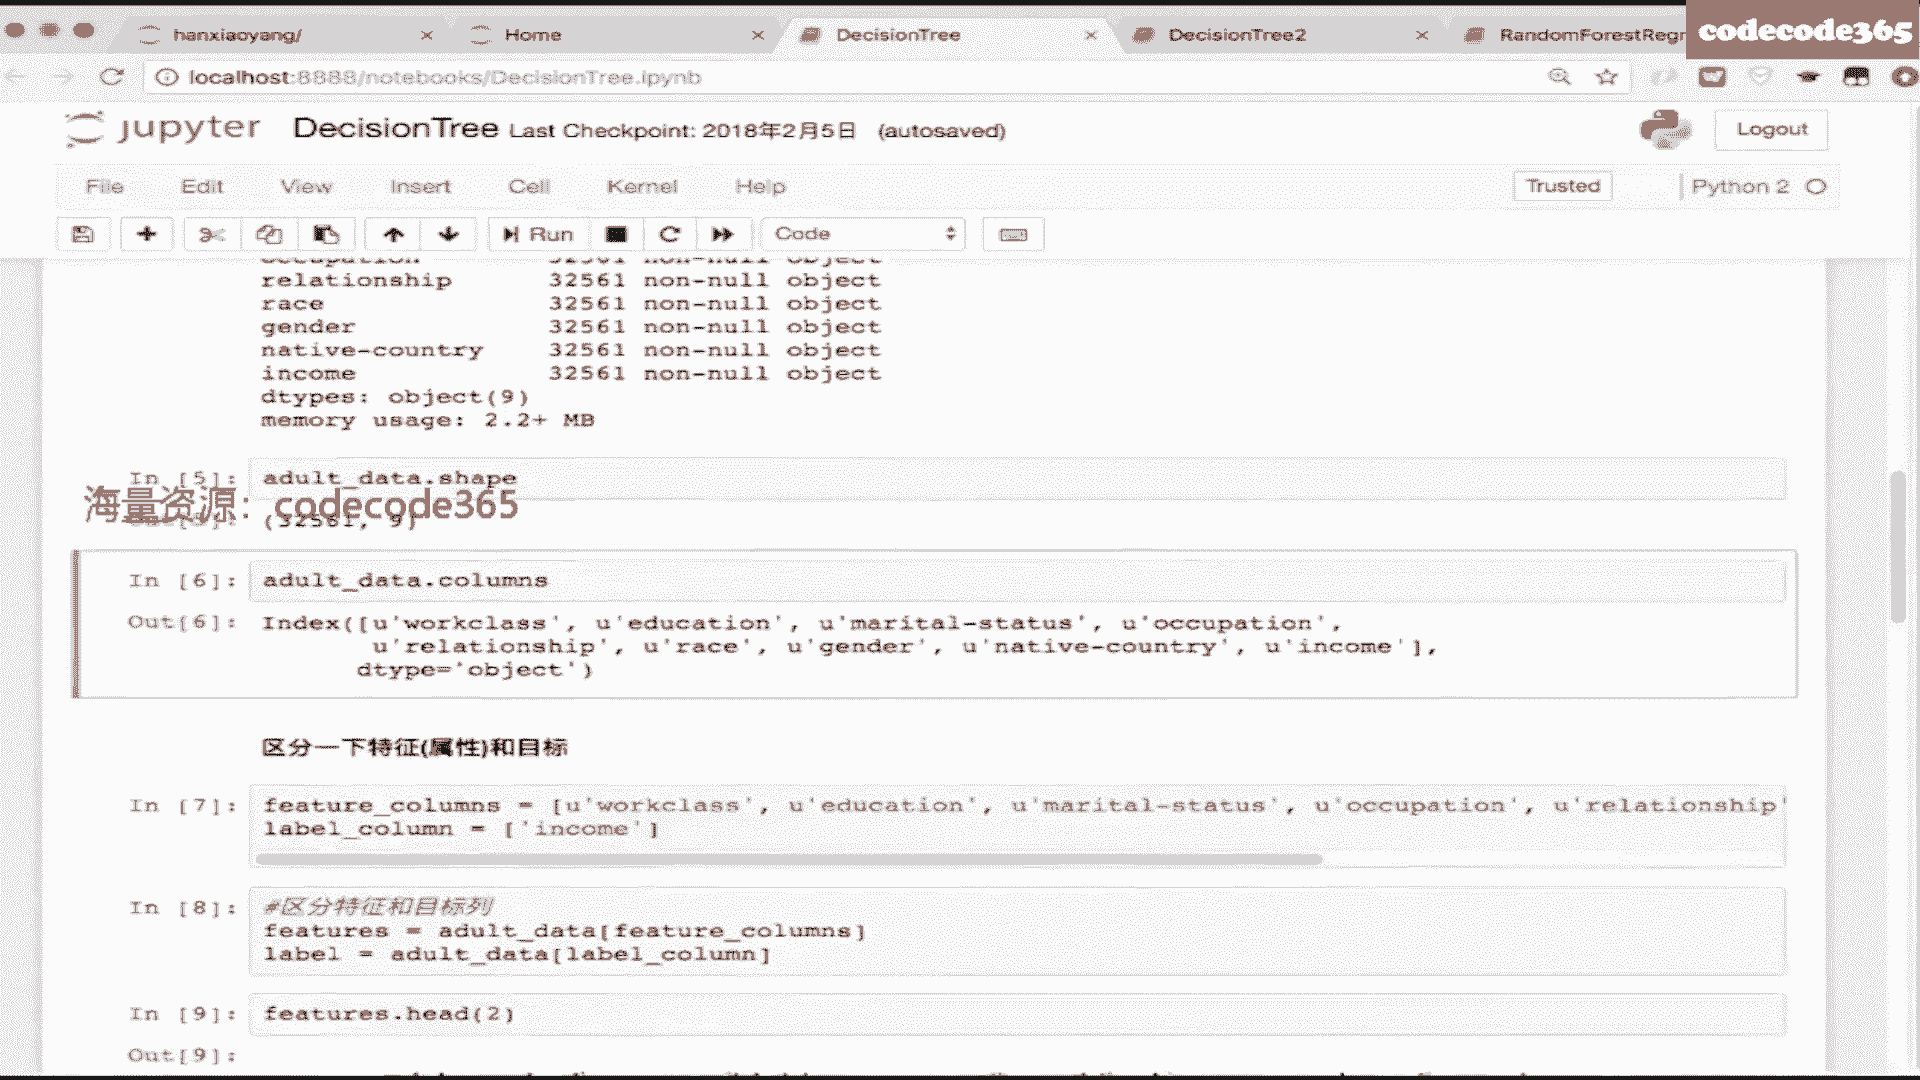 hanxiaoyang/
Home
DecisionTree
DecisionTree2
RandomForestRegr
codecode365
localhost:8888/notebooks/DecisionTree.ipynb
jupyter DecisionTree Last Checkpoint: 2018年2月5日 (autosaved)
Logout
File Edit View Insert Cell Kernel Help
Trusted
Python 2
Run
Code
occupation 32561 non-null object
relationship 32561 non-null object
race 32561 non-null object
gender 32561 non-null object
native-country 32561 non-null object
income 32561 non-null object
dtypes: object(9)
memory usage: 2.2+ MB
In [5]: adult_data.shape
海量资源：codecode365
Out[5]: (32561, 9)
In [6]: adult_data.columns
Out[6]: Index([u'workclass', u'education', u'marital-status', u'occupation',
u'relationship', u'race', u'gender', u'native-country', u'income'],
dtype='object')
区分一下特征(属性)和目标
In [7]: feature_columns = [u'workclass', u'education', u'marital-status', u'occupation', u'relationship'
label_column = ['income']
In [8]: #区分特征和目标列
features = adult_data[feature_columns]
label = adult_data[label_column]
In [9]: features.head(2)
Out[9]: